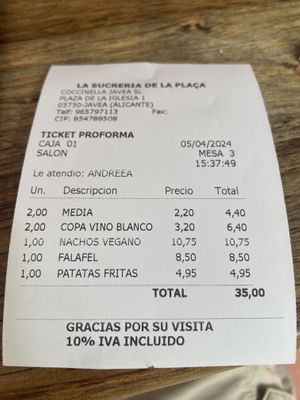 LA SUCRERIA DE LA PLAÇA
COCCINELLA JAVEA SL
PLAZA DE LA IGLESIA 1
03730-JAVEA (ALICANTE)
Telf: 965797113 Fax:
CIF: B54789508
TICKET PROFORMA
CAJA 01 05/04/2024
SALON MESA 3
15:37:49
Le atendio: ANDREEA
Un. Descripcion Precio Total
2,00 MEDIA 2,20 4,40
2,00 COPA VINO BLANCO 3,20 6,40
1,00 NACHOS VEGANO 10,75 10,75
1,00 FALAFEL 8,50 8,50
1,00 PATATAS FRITAS 4,95 4,95
TOTAL 35,00
GRACIAS POR SU VISITA
10% IVA INCLUIDO